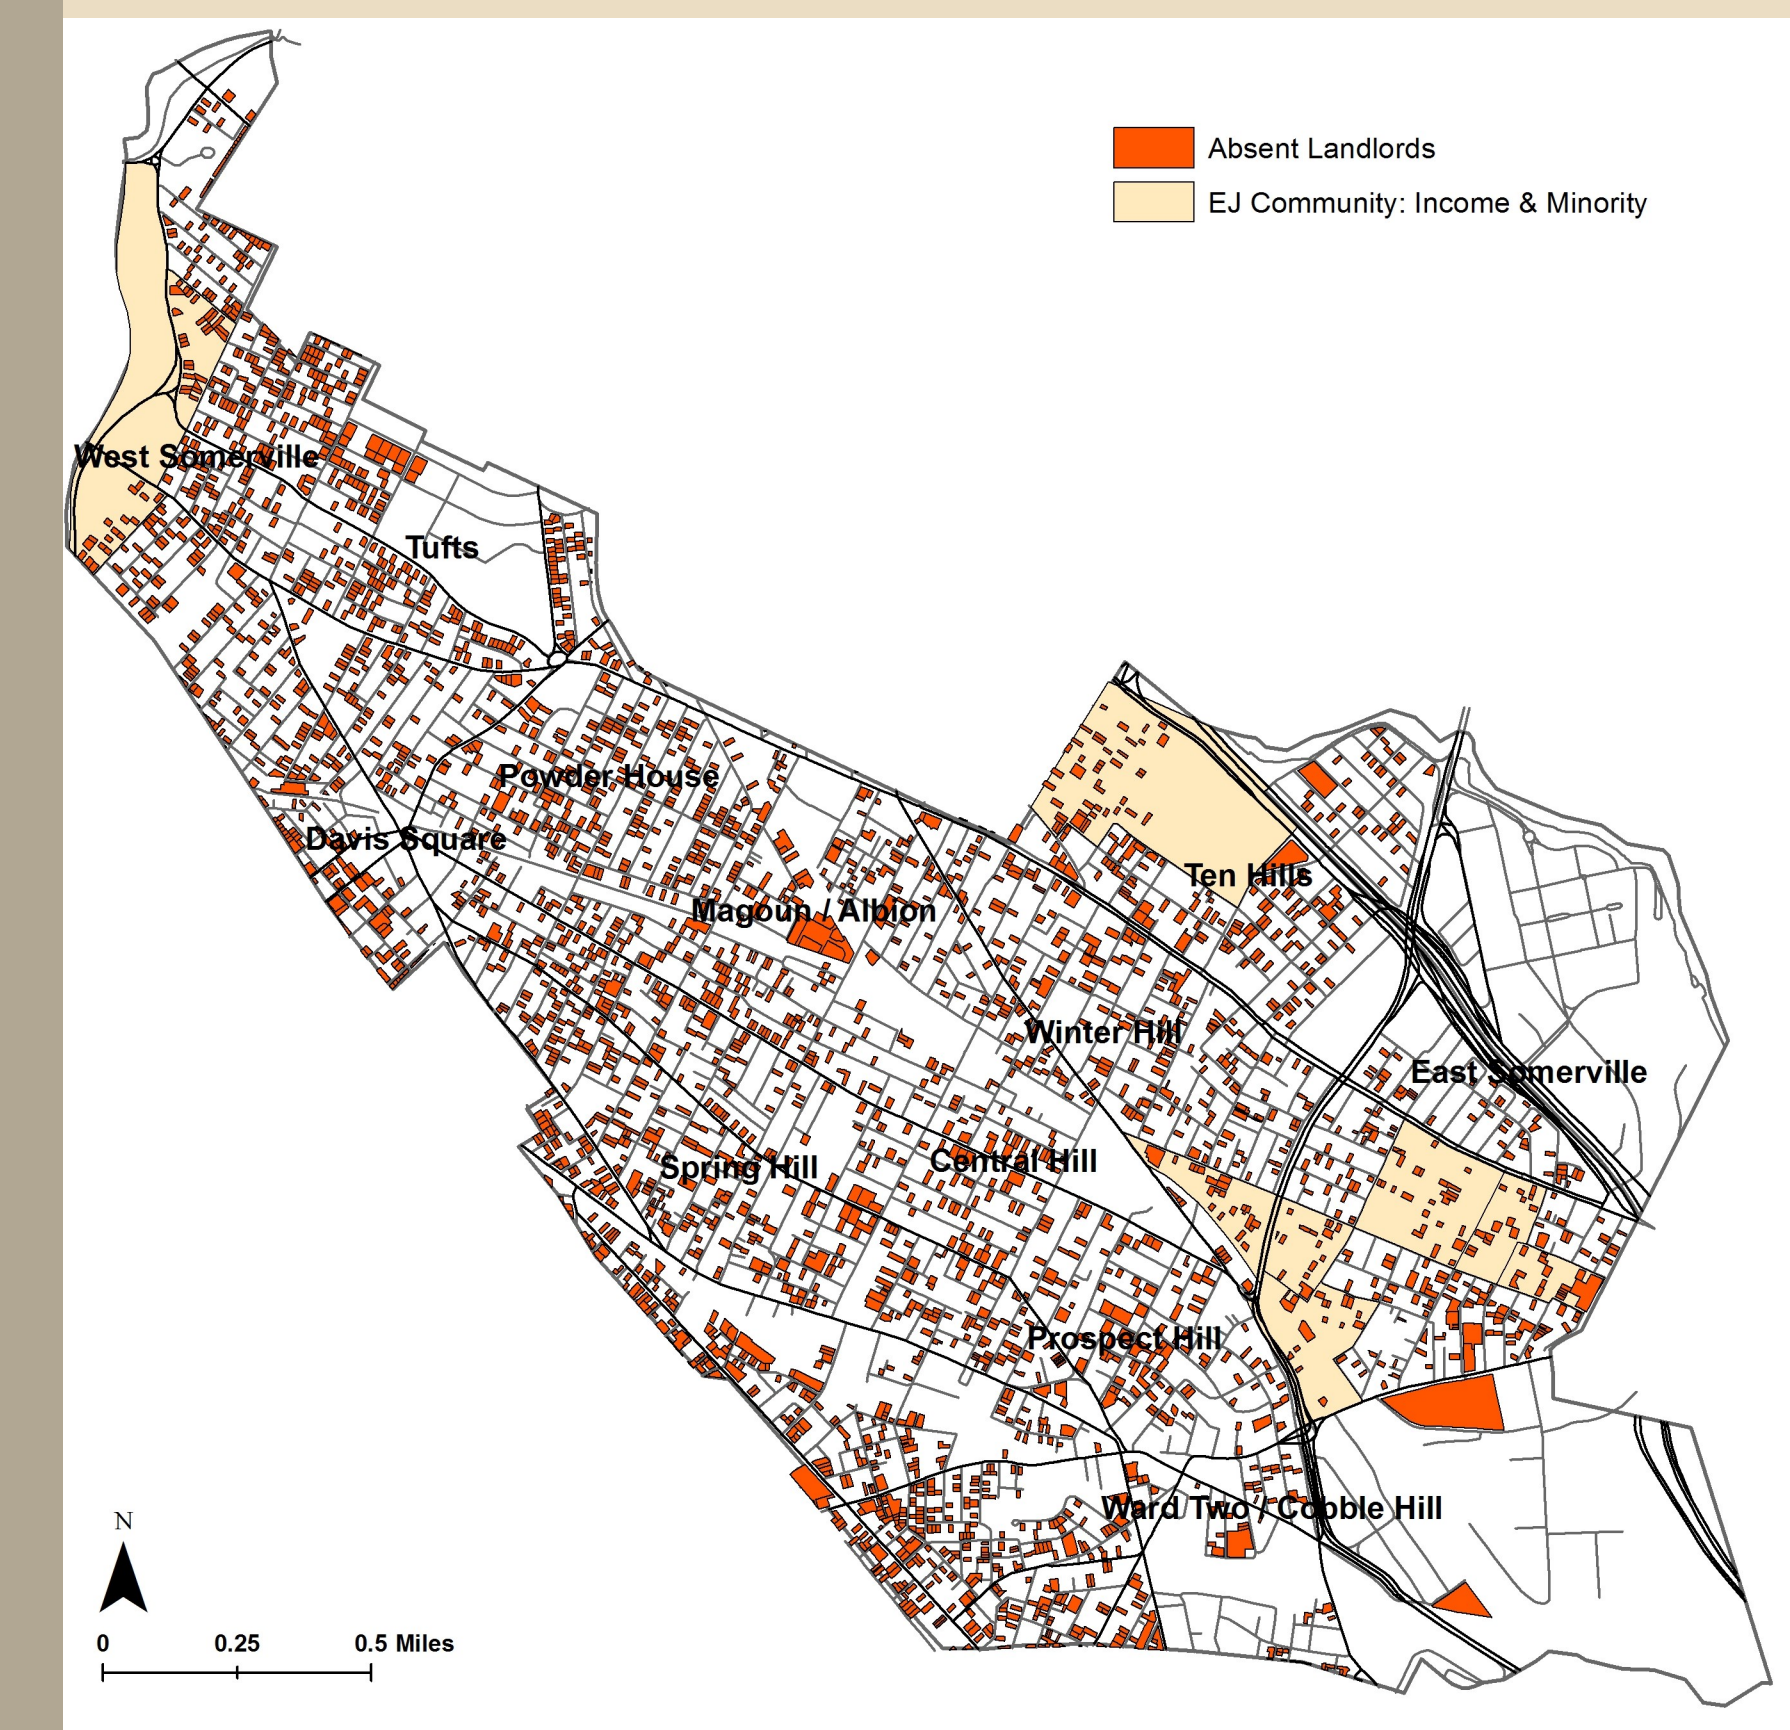 Absent Landlords
EJ Community: Income & Minority
West Somerville
Tufts
Powder House
Davis Square
Ten Hills
Magoun / Albion
Winter Hill
East Somerville
Spring Hill
Central Hill
Prospect Hill
Ward Two / Cobble Hill
N
0 0.25 0.5 Miles